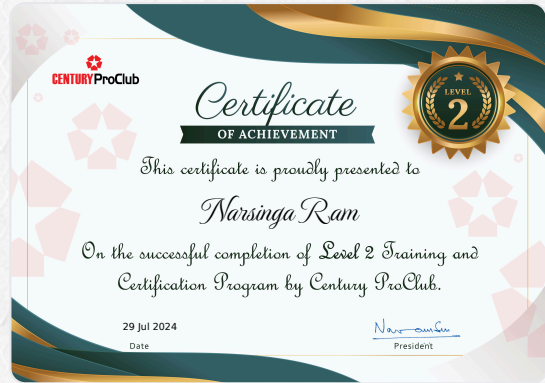 CENTURY ProClub
Certificate
OF ACHIEVEMENT
LEVEL
2
This certificate is proudly presented to
Narsinga Ram
On the successful completion of Level 2 Training and
Certification Program by Century ProClub.
29 Jul 2024
Date
President